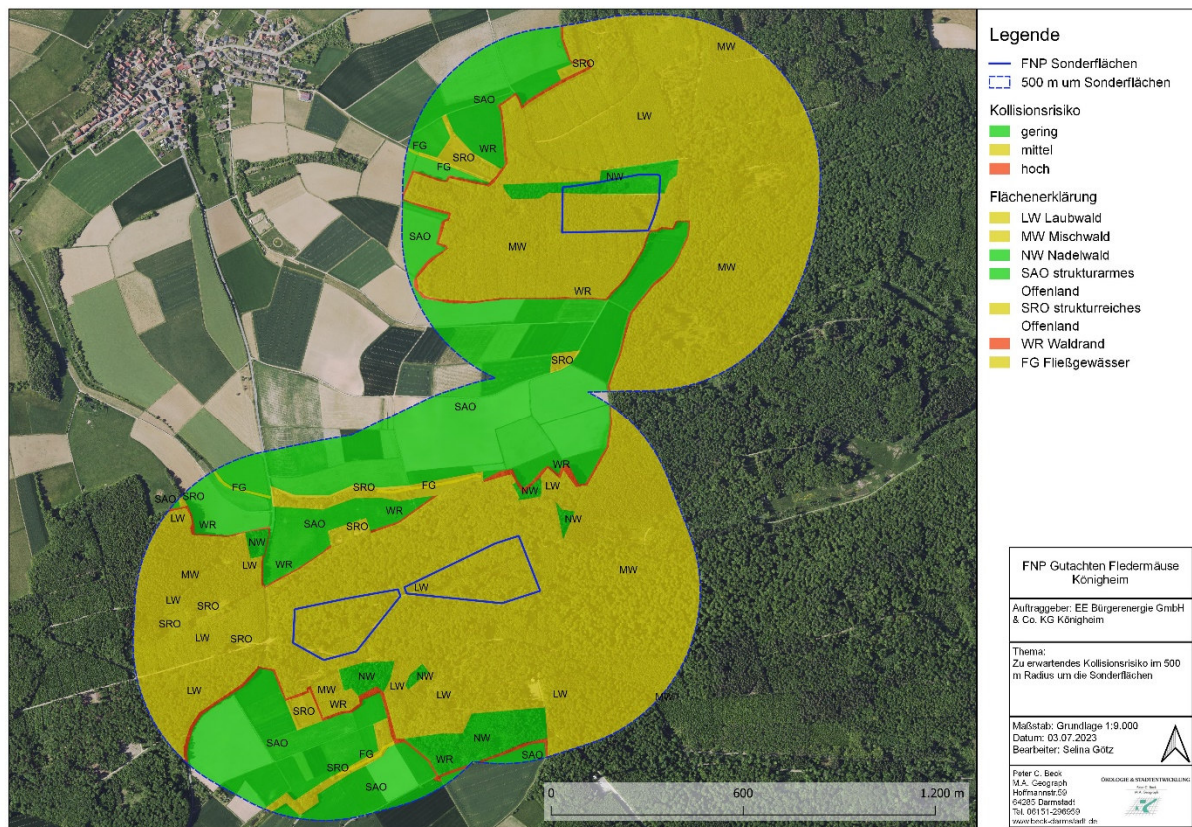 MW
SRO
SAO
LW
FG
WR
SRO
FG
NW
SAO
MW
MW
WR
SRO
SAO
WR
LW
SAO
SRO
FG
SRO
FG
NW
LW
WR
SAO
WR
SRO
NW
NW
LW
WR
MW
MW
LW
LW
SRO
SRO
LW
SRO
LW
MW
NW
LW
NW
LW
LW
MW
WR
SRO
SAO
FG
WR
NW
SAO
SRO
SAO
0
600
1.200 m
Legende
FNP Sonderflächen
500 m um Sonderflächen
Kollisionsrisiko
gering
mittel
hoch
Flächenerklärung
LW Laubwald
MW Mischwald
NW Nadelwald
SAO strukturarmes
Offenland
SRO strukturreiches
Offenland
WR Waldrand
FG Fließgewässer
FNP Gutachten Fledermäuse
Königheim
Auftraggeber: EE Bürgerenergie GmbH
& Co. KG Königheim
Thema:
Zu erwartendes Kollisionsrisiko im 500
m Radius um die Sonderflächen
Maßstab: Grundlage 1:9.000
Datum: 03.07.2023
Bearbeiter: Selina Götz
Peter C. Beck
M.A. Geograph
Hoffmannstr.59
64285 Darmstadt
Tel. 06151-296959
www.beck-darmstadt.de
ÖKOLOGIE & STADTENTWICKLUNG
Peter C. Beck
M.A. Geograph